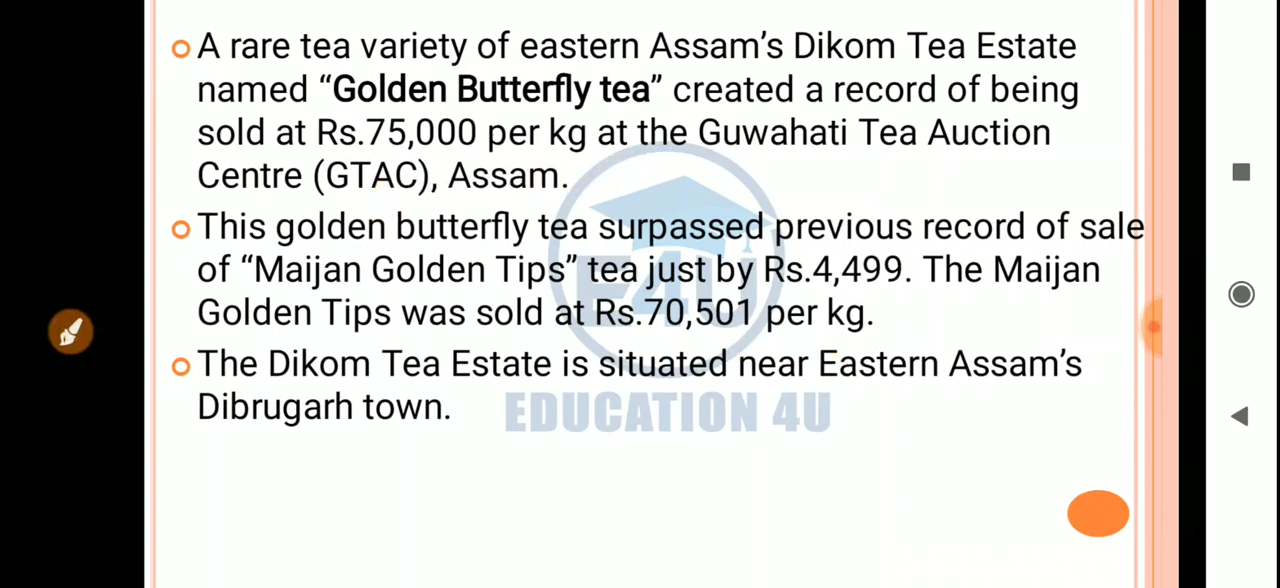 A rare tea variety of eastern Assam’s Dikom Tea Estate
named “Golden Butterfly tea” created a record of being
sold at Rs.75,000 per kg at the Guwahati Tea Auction
Centre (GTAC), Assam.
This golden butterfly tea surpassed previous record of sale
of “Maijan Golden Tips” tea just by Rs.4,499. The Maijan
Golden Tips was sold at Rs.70,501 per kg.
The Dikom Tea Estate is situated near Eastern Assam’s
Dibrugarh town.
E4U
EDUCATION 4U